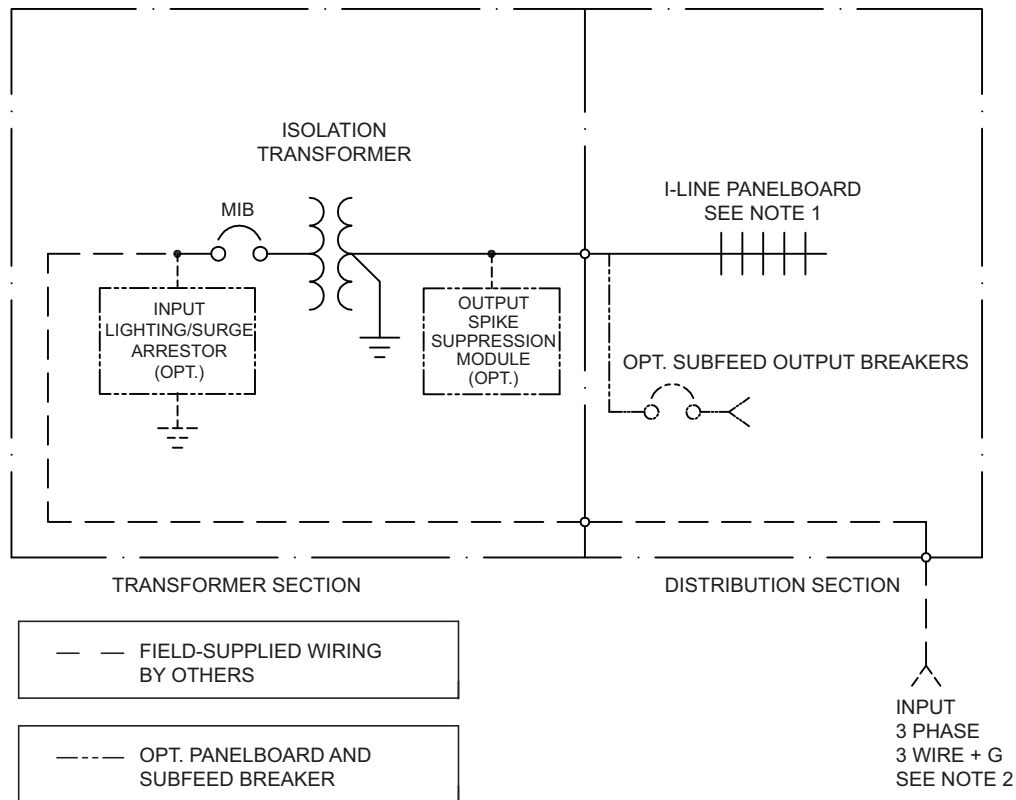 ISOLATION
TRANSFORMER
I-LINE PANELBOARD
SEE NOTE 1
MIB
INPUT
LIGHTING/SURGE
ARRESTOR
(OPT.)
OUTPUT
SPIKE
SUPPRESSION
MODULE
(OPT.)
OPT. SUBFEED OUTPUT BREAKERS
TRANSFORMER SECTION
DISTRIBUTION SECTION
FIELD-SUPPLIED WIRING
BY OTHERS
OPT. PANELBOARD AND
SUBFEED BREAKER
INPUT
3 PHASE
3 WIRE + G
SEE NOTE 2